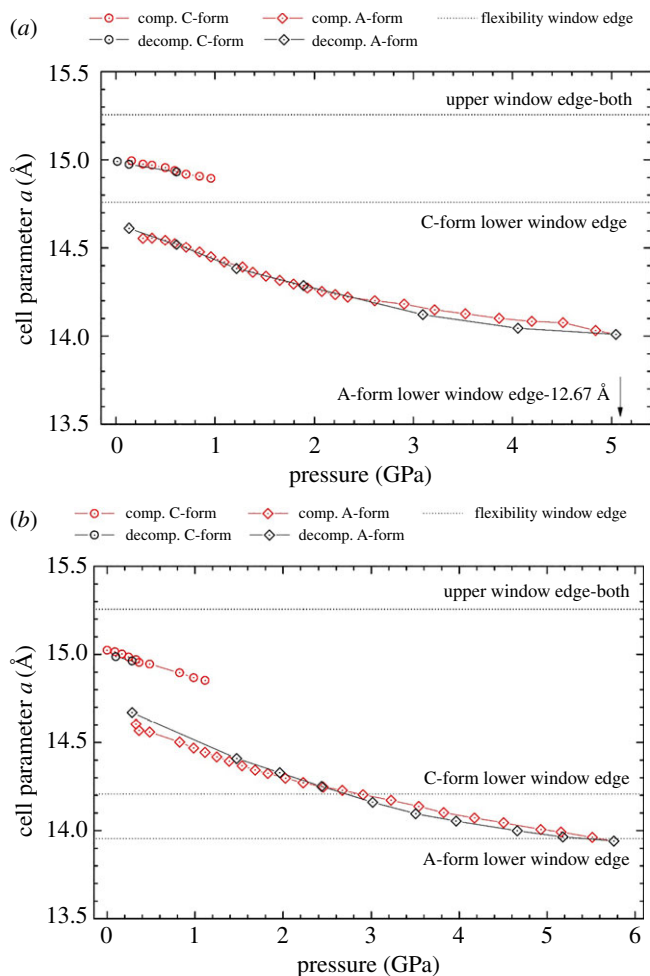 (a)
comp. C-form comp. A-form flexibility window edge
decomp. C-form decomp. A-form
15.5
upper window edge-both
15.0
C-form lower window edge
14.5
cell parameter a (Å)
14.0
A-form lower window edge-12.67 Å
13.5
0 1 2 3 4 5
pressure (GPa)
(b)
comp. C-form comp. A-form flexibility window edge
decomp. C-form decomp. A-form
15.5
upper window edge-both
15.0
cell parameter a (Å)
14.5
C-form lower window edge
14.0
A-form lower window edge
13.5
0 1 2 3 4 5 6
pressure (GPa)